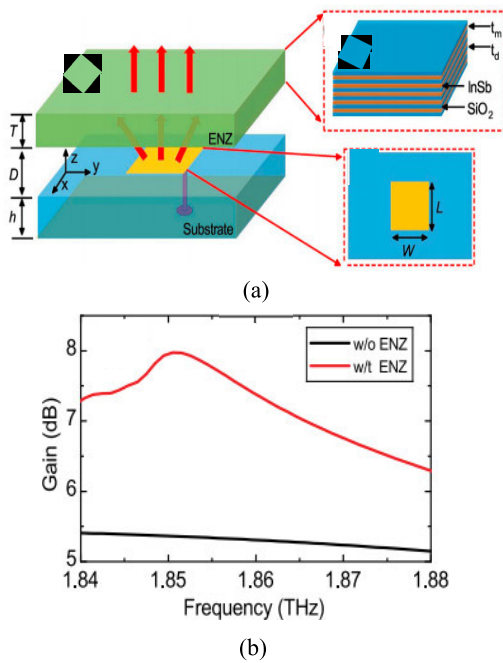 t_m
t_d
InSb
SiO₂
T
ENZ
D
z
y
x
h
Substrate
L
W
(a)
w/o ENZ
w/t ENZ
8
7
6
5
Gain (dB)
1.84 1.85 1.86 1.87 1.88
Frequency (THz)
(b)